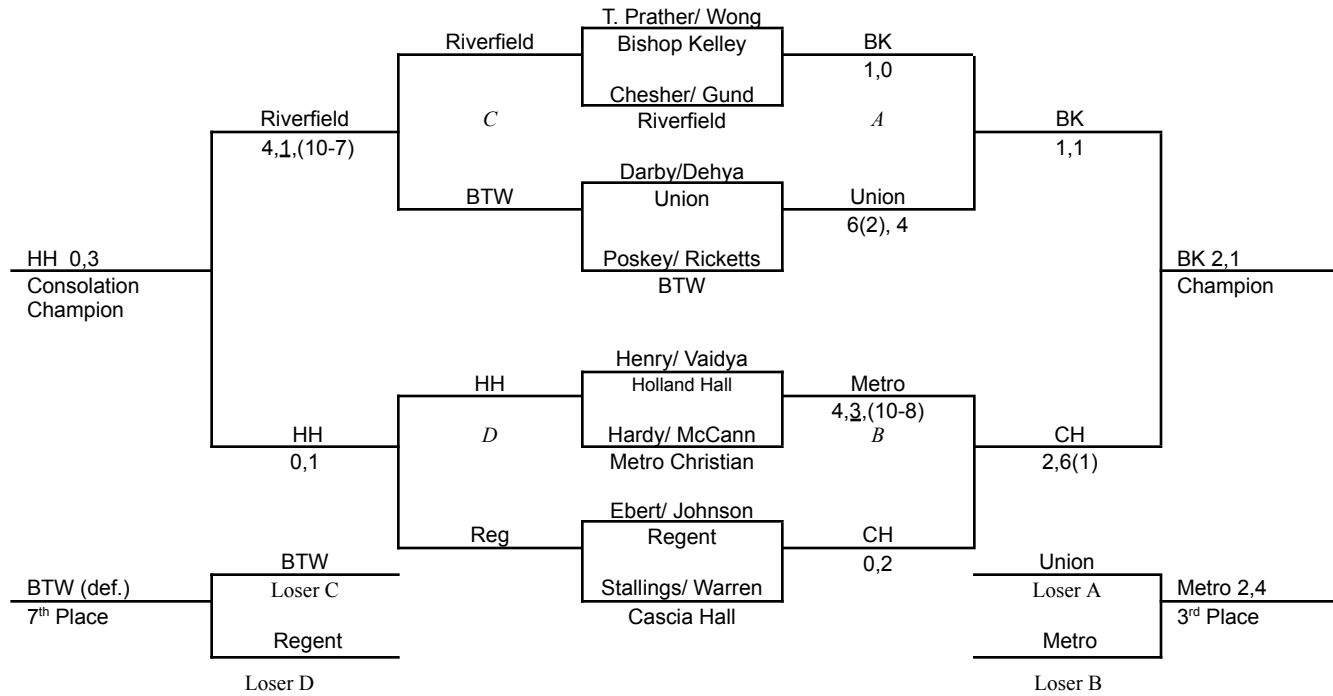 T. Prather/ Wong
Riverfield
Bishop Kelley
BK
1,0
Chesher/ Gund
Riverfield
C
Riverfield
A
BK
4,1,(10-7)
1,1
Darby/Dehya
BTW
Union
Union
6(2), 4
HH 0,3
Poskey/ Ricketts
BK 2,1
Consolation
Champion
BTW
Champion
Henry/ Vaidya
HH
Holland Hall
Metro
4,3,(10-8)
HH
D
Hardy/ McCann
B
CH
0,1
Metro Christian
2,6(1)
Ebert/ Johnson
Reg
Regent
CH
0,2
BTW
Union
BTW (def.)
Loser C
Stallings/ Warren
Loser A
Metro 2,4
7th Place
Cascia Hall
3rd Place
Regent
Metro
Loser D
Loser B